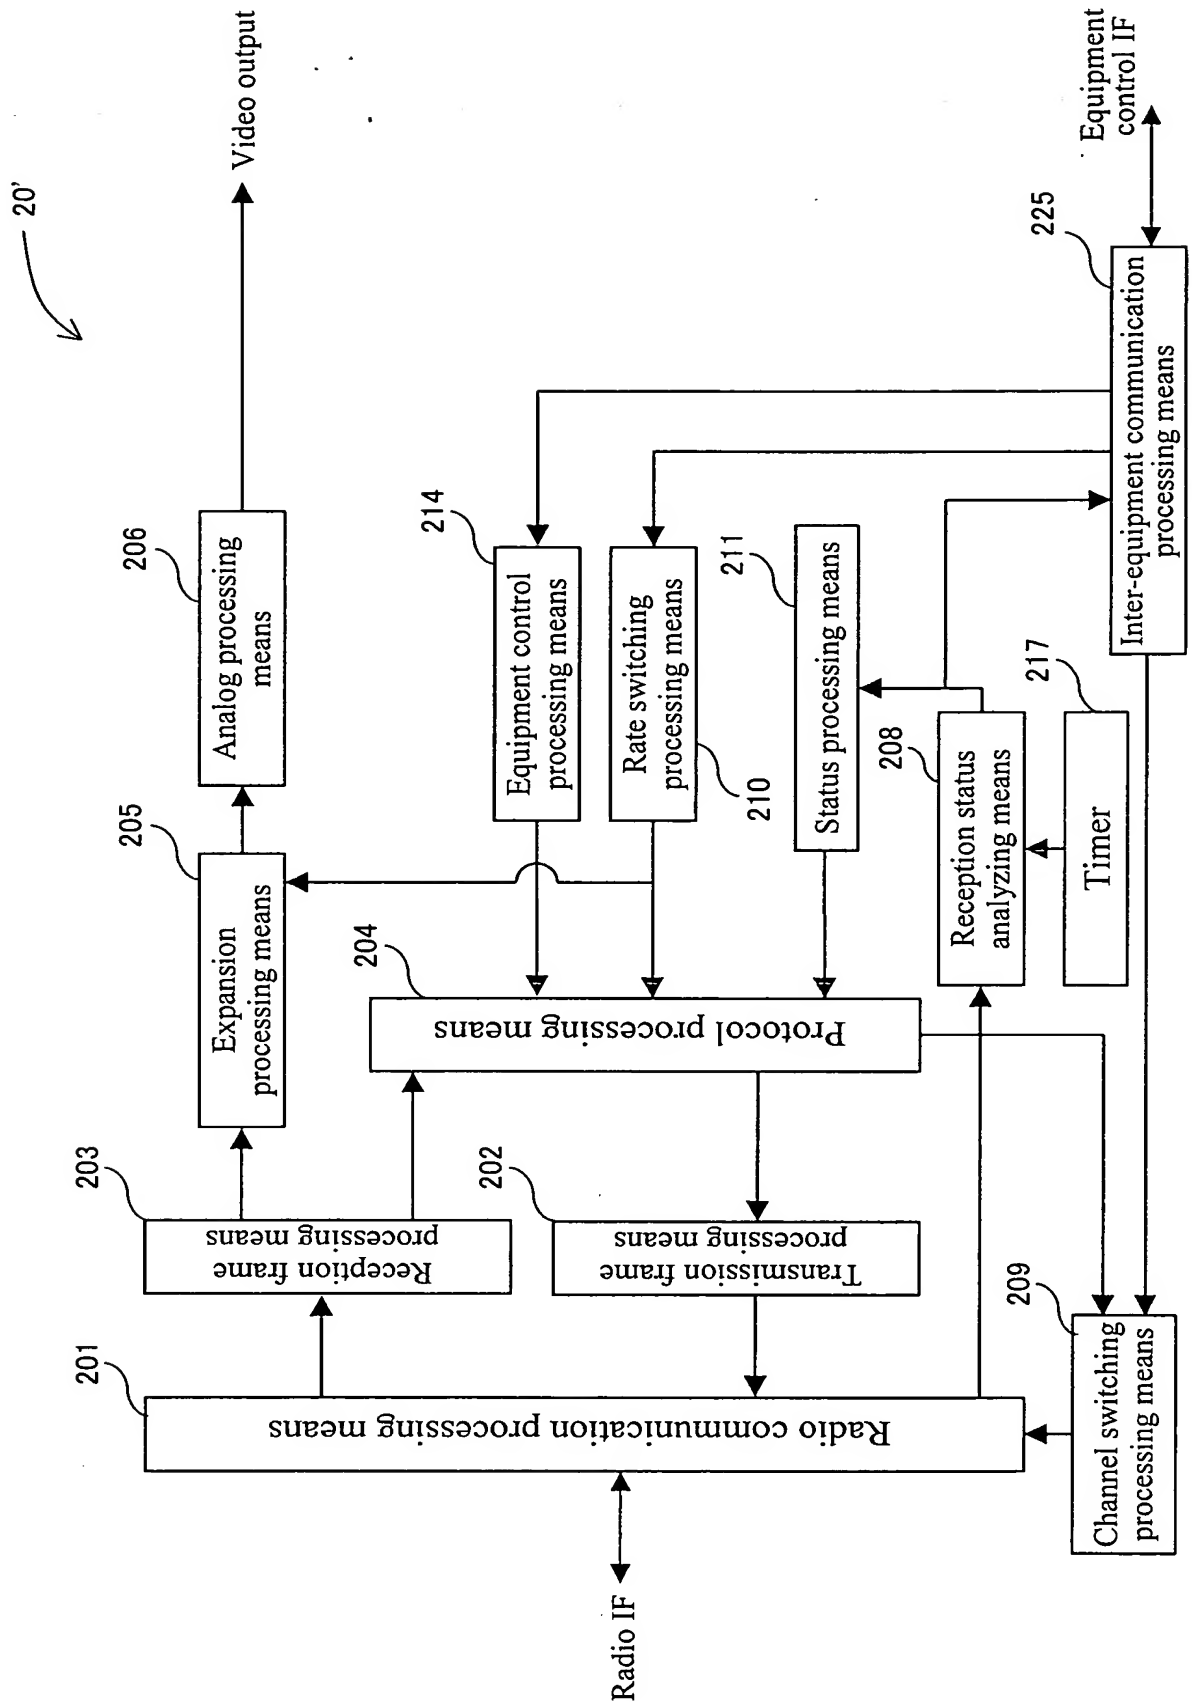 20'
Video output
206
Analog processing
means
205
Expansion
processing means
203
Reception frame
processing means
201
Radio communication processing means
Radio IF
202
Transmission frame
processing means
204
Protocol processing means
214
Equipment control
processing means
Rate switching
processing means
210
211
Status processing means
208
Reception status
analyzing means
217
Timer
209
Channel switching
processing means
225
Inter-equipment communication
processing means
Equipment
control IF